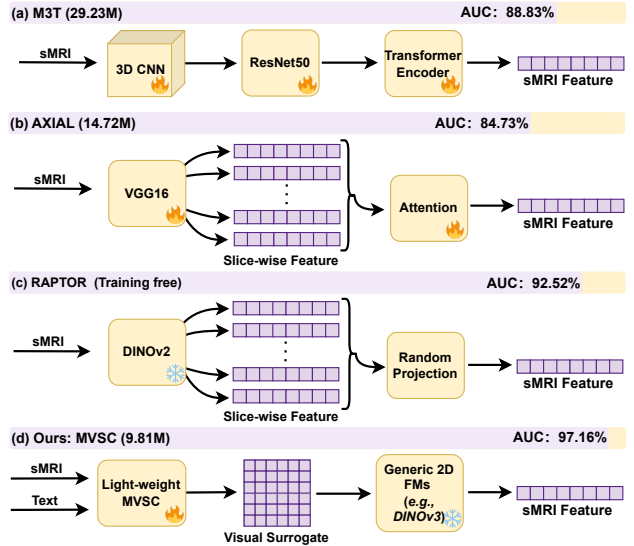 (a) M3T (29.23M) AUC: 88.83%
sMRI
3D CNN
ResNet50
Transformer
Encoder
sMRI Feature
(b) AXIAL (14.72M) AUC: 84.73%
sMRI
VGG16
Slice-wise Feature
Attention
sMRI Feature
(c) RAPTOR (Training free) AUC: 92.52%
sMRI
DINOv2
Slice-wise Feature
Random
Projection
sMRI Feature
(d) Ours: MVSC (9.81M) AUC: 97.16%
sMRI
Text
Light-weight
MVSC
Visual Surrogate
Generic 2D
FMs
(e.g.,
DINOv3)
sMRI Feature